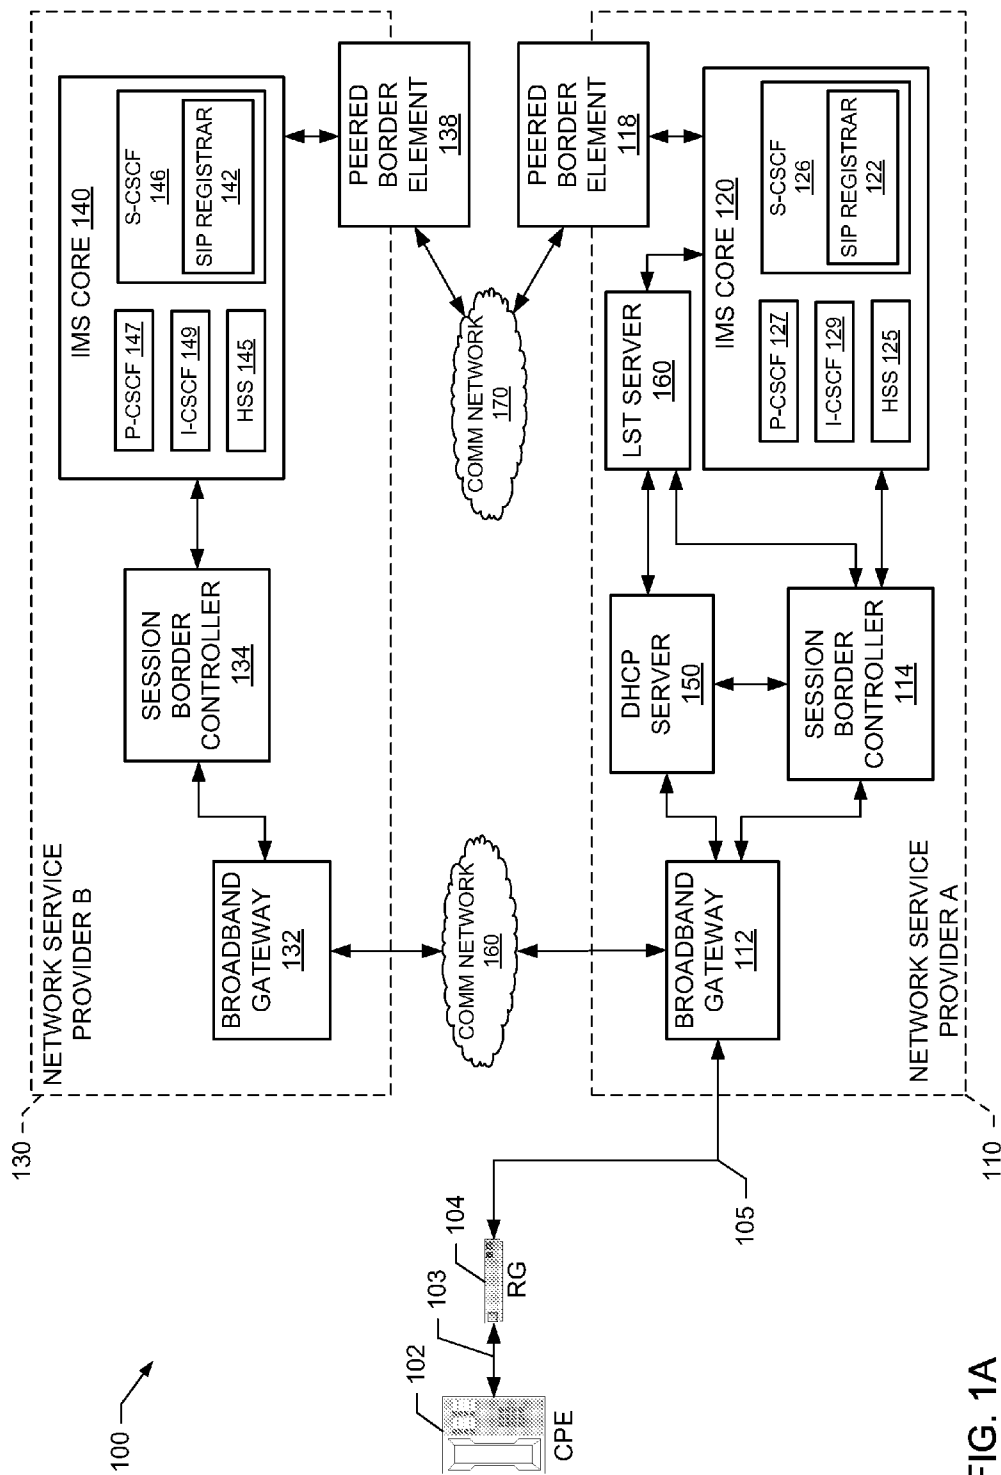 100
130
NETWORK SERVICE
PROVIDER B
BROADBAND
GATEWAY
132
SESSION
BORDER
CONTROLLER
134
IMS CORE 140
P-CSCF 147
I-CSCF 149
HSS 145
S-CSCF
146
SIP REGISTRAR
142
PEERED
BORDER
ELEMENT
138
COMM NETWORK
160
COMM NETWORK
170
PEERED
BORDER
ELEMENT
118
102
CPE
103
104
RG
105
BROADBAND
GATEWAY
112
DHCP
SERVER
150
LST SERVER
160
SESSION
BORDER
CONTROLLER
114
IMS CORE 120
P-CSCF 127
I-CSCF 129
HSS 125
S-CSCF
126
SIP REGISTRAR
122
NETWORK SERVICE
PROVIDER A
110
FIG. 1A